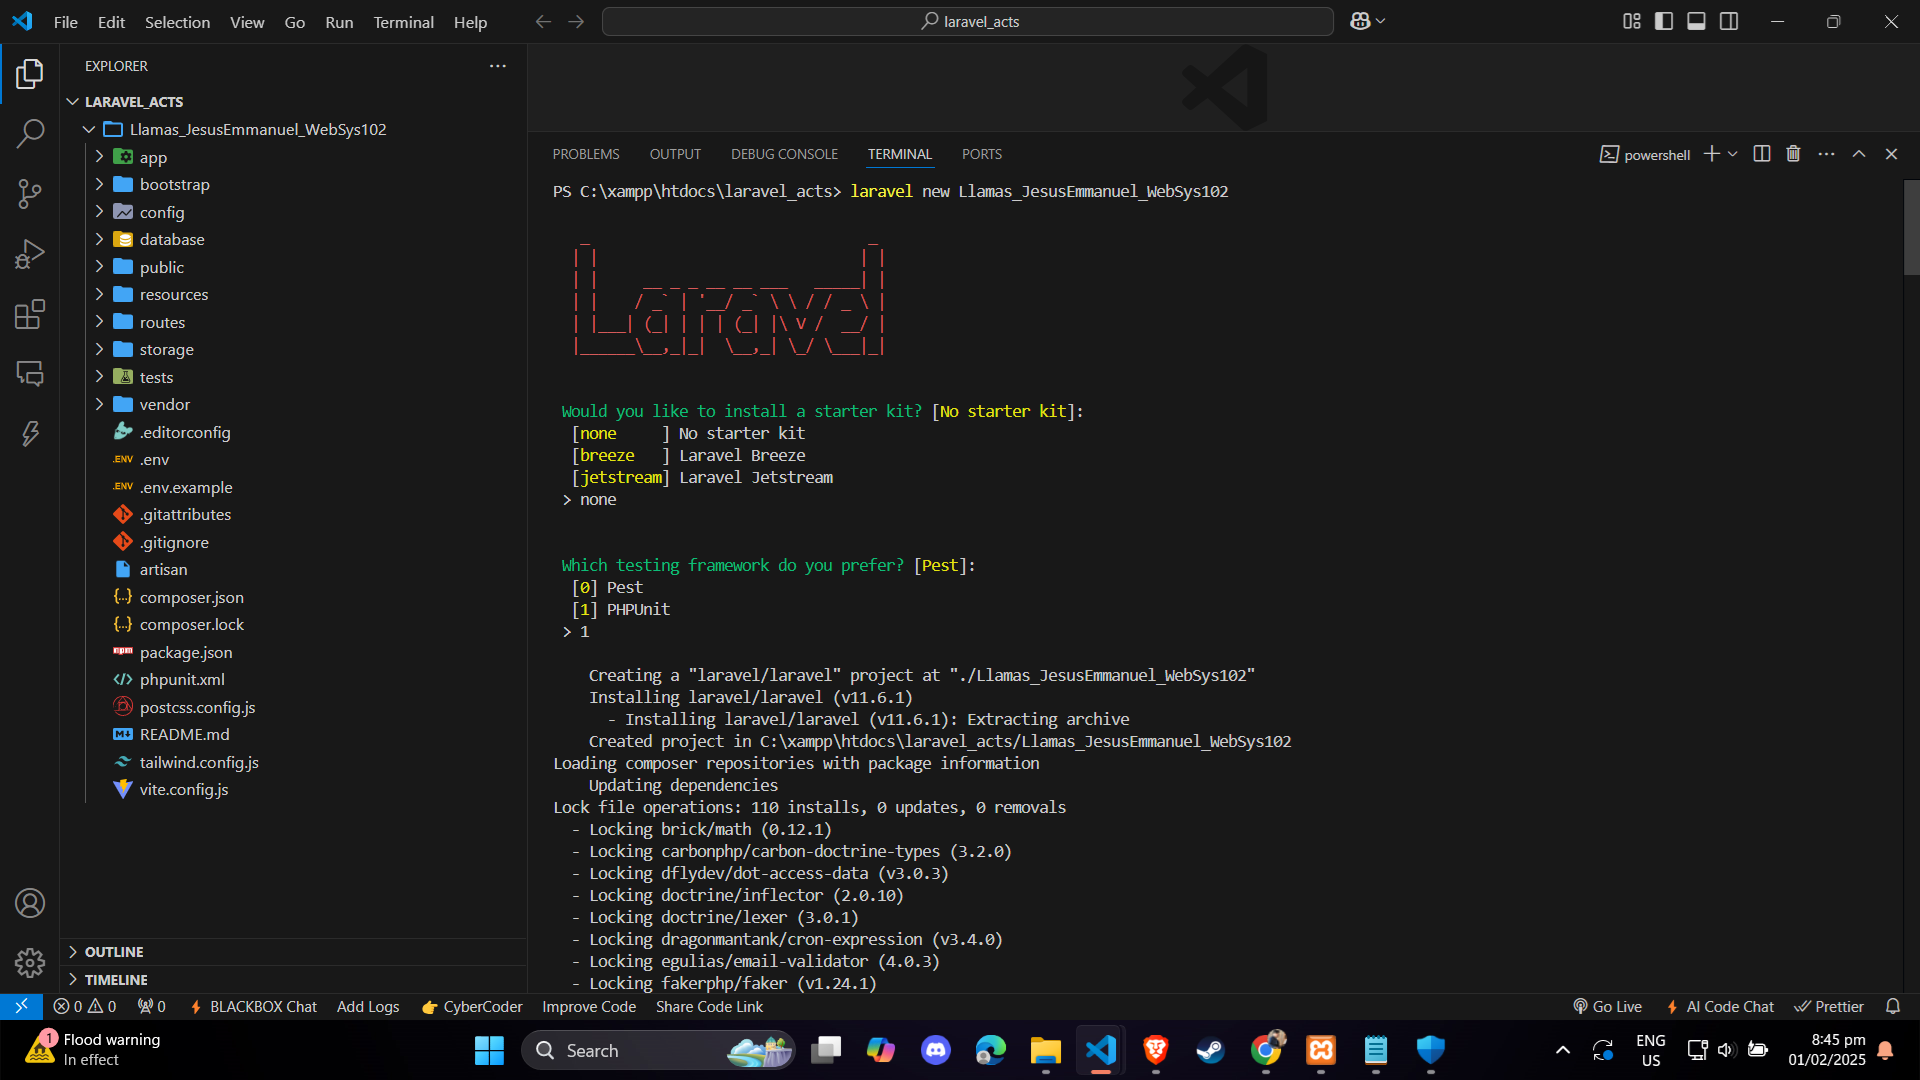 File Edit Selection View Go Run Terminal Help
laravel_acts
EXPLORER
LARAVEL_ACTS
Llamas_JesusEmmanuel_WebSys102
app
bootstrap
config
database
public
resources
routes
storage
tests
vendor
.editorconfig
.ENV .env
.ENV .env.example
.gitattributes
.gitignore
artisan
{..} composer.json
{..} composer.lock
npm package.json
phpunit.xml
postcss.config.js
README.md
tailwind.config.js
vite.config.js
OUTLINE
TIMELINE
PROBLEMS OUTPUT DEBUG CONSOLE TERMINAL PORTS
powershell
PS C:\xampp\htdocs\laravel_acts> laravel new Llamas_JesusEmmanuel_WebSys102
Laravel
Would you like to install a starter kit? [No starter kit]:
[none     ] No starter kit
[breeze   ] Laravel Breeze
[jetstream] Laravel Jetstream
> none
Which testing framework do you prefer? [Pest]:
[0] Pest
[1] PHPUnit
> 1
Creating a "laravel/laravel" project at "./Llamas_JesusEmmanuel_WebSys102"
Installing laravel/laravel (v11.6.1)
- Installing laravel/laravel (v11.6.1): Extracting archive
Created project in C:\xampp\htdocs\laravel_acts/Llamas_JesusEmmanuel_WebSys102
Loading composer repositories with package information
Updating dependencies
Lock file operations: 110 installs, 0 updates, 0 removals
- Locking brick/math (0.12.1)
- Locking carbonphp/carbon-doctrine-types (3.2.0)
- Locking dflydev/dot-access-data (v3.0.3)
- Locking doctrine/inflector (2.0.10)
- Locking doctrine/lexer (3.0.1)
- Locking dragonmantank/cron-expression (v3.4.0)
- Locking egulias/email-validator (4.0.3)
- Locking fakerphp/faker (v1.24.1)
0 0 0 BLACKBOX Chat Add Logs CyberCoder Improve Code Share Code Link Go Live AI Code Chat Prettier
1 Flood warning
In effect
Search
ENG
US
8:45 pm
01/02/2025